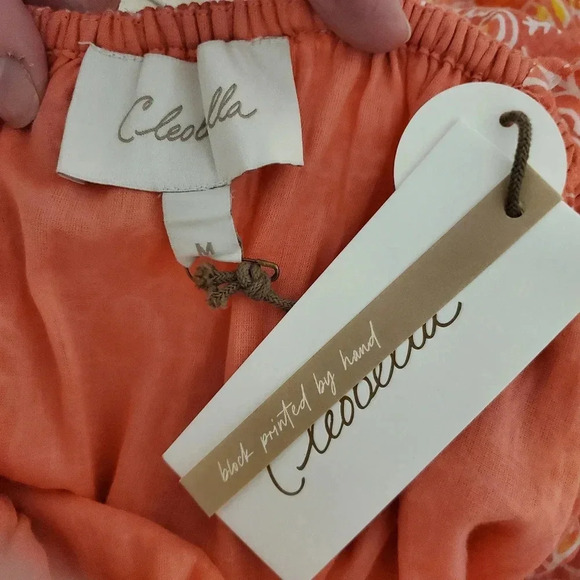 Cleobella
M
block printed by hand
Cleobella